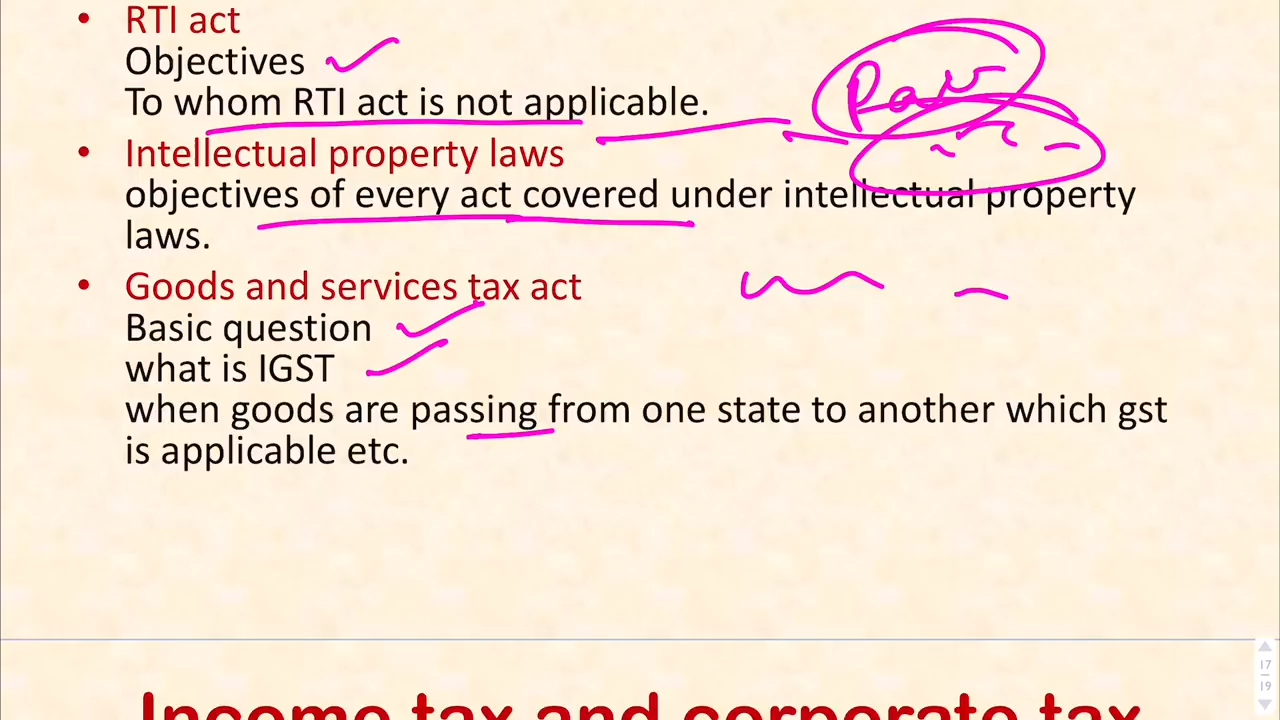 • RTI act
Objectives
To whom RTI act is not applicable.
• Intellectual property laws
objectives of every act covered under intellectual property
laws.
• Goods and services tax act
Basic question
what is IGST
when goods are passing from one state to another which gst
is applicable etc.
17
19
Income tax and corporate tax